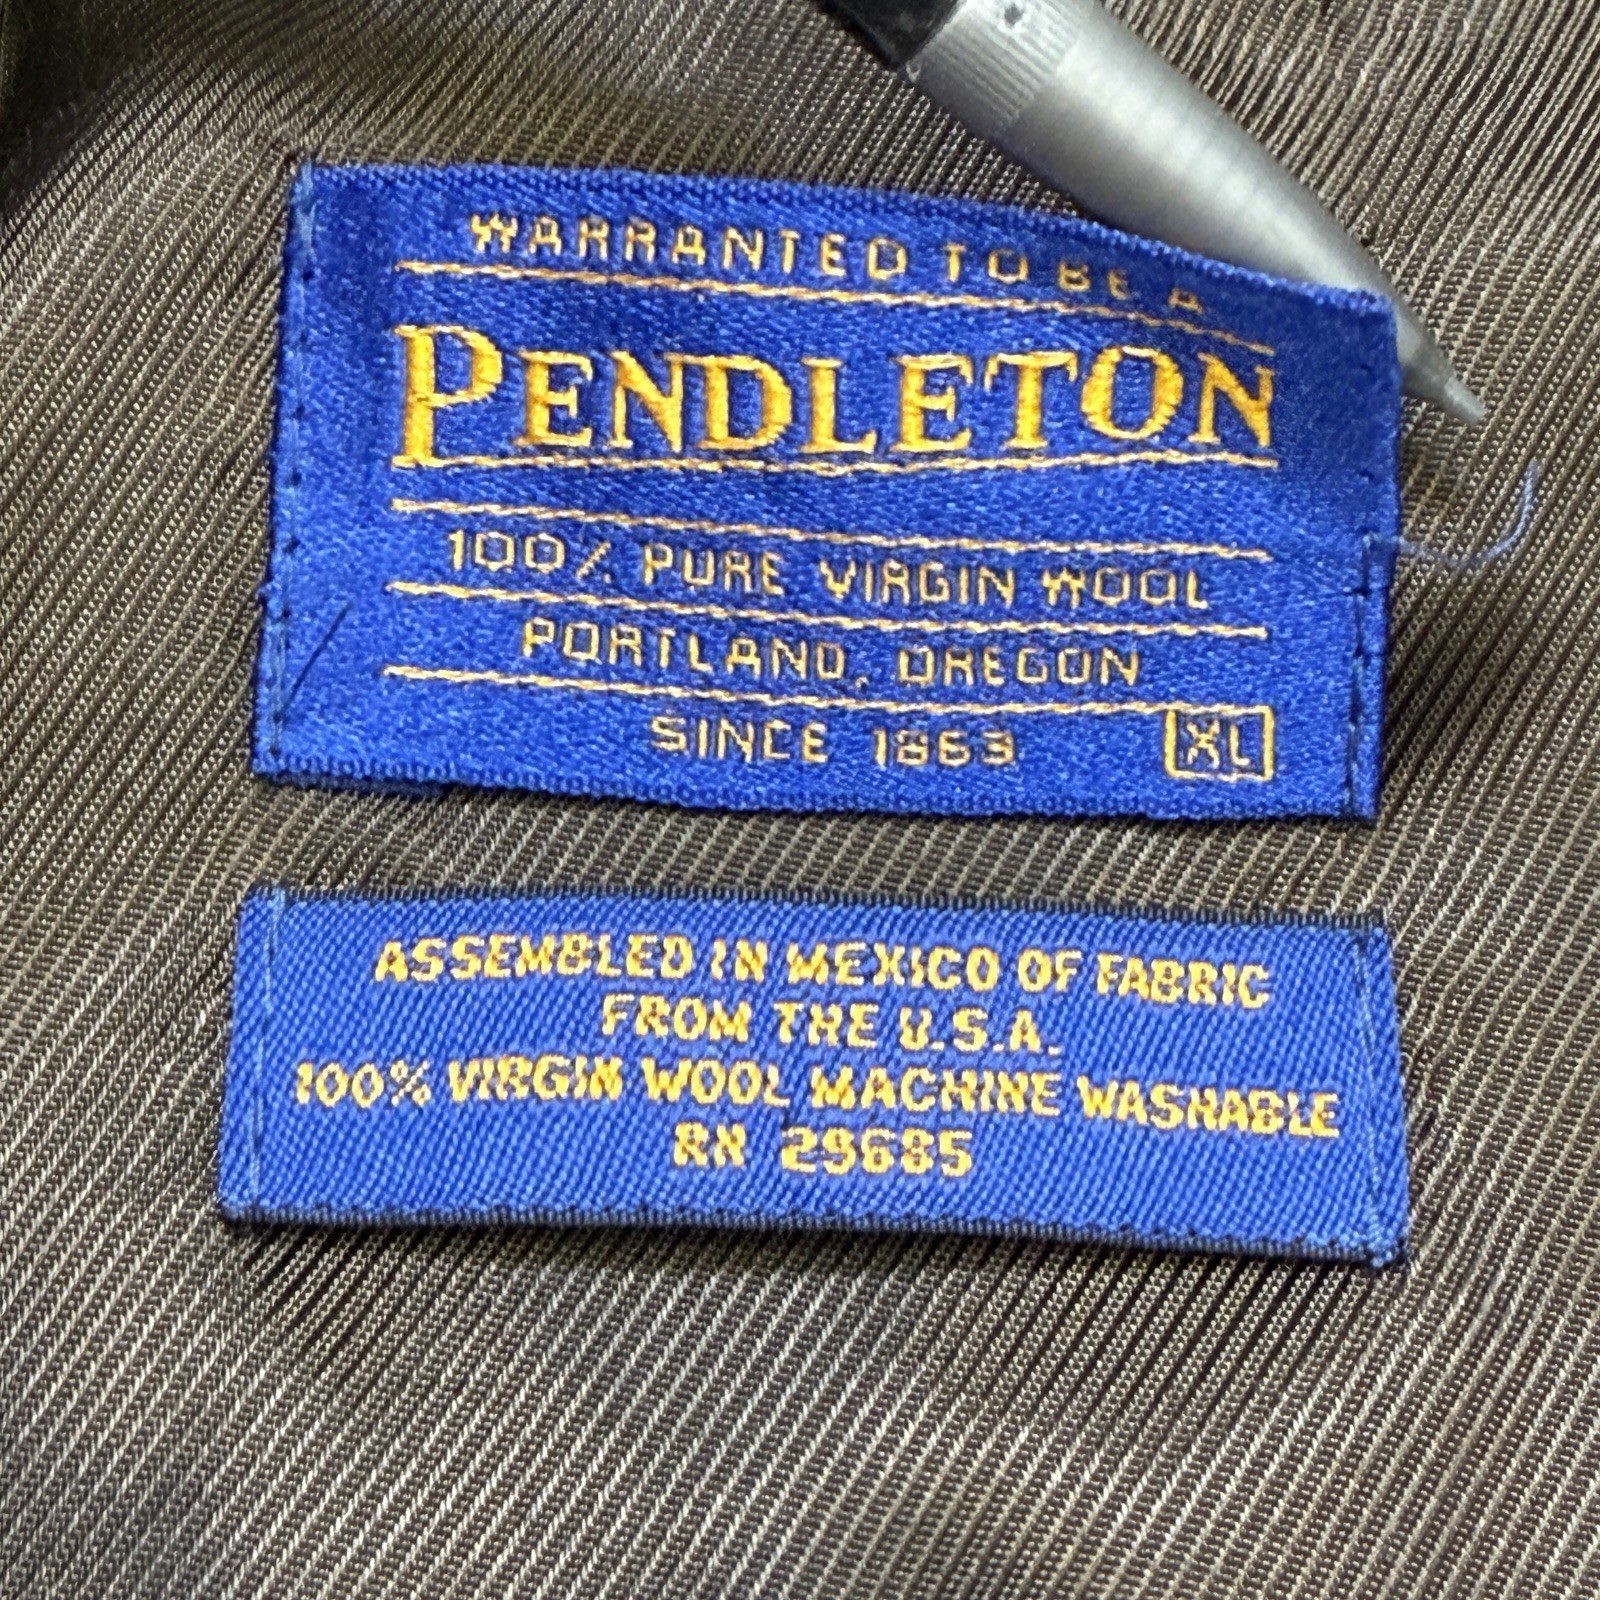 WARRANTED TO BE A
PENDLETON
100% PURE VIRGIN WOOL
PORTLAND, OREGON
SINCE 1863 XL
ASSEMBLED IN MEXICO OF FABRIC
FROM THE U.S.A.
100% VIRGIN WOOL MACHINE WASHABLE
RN 29685